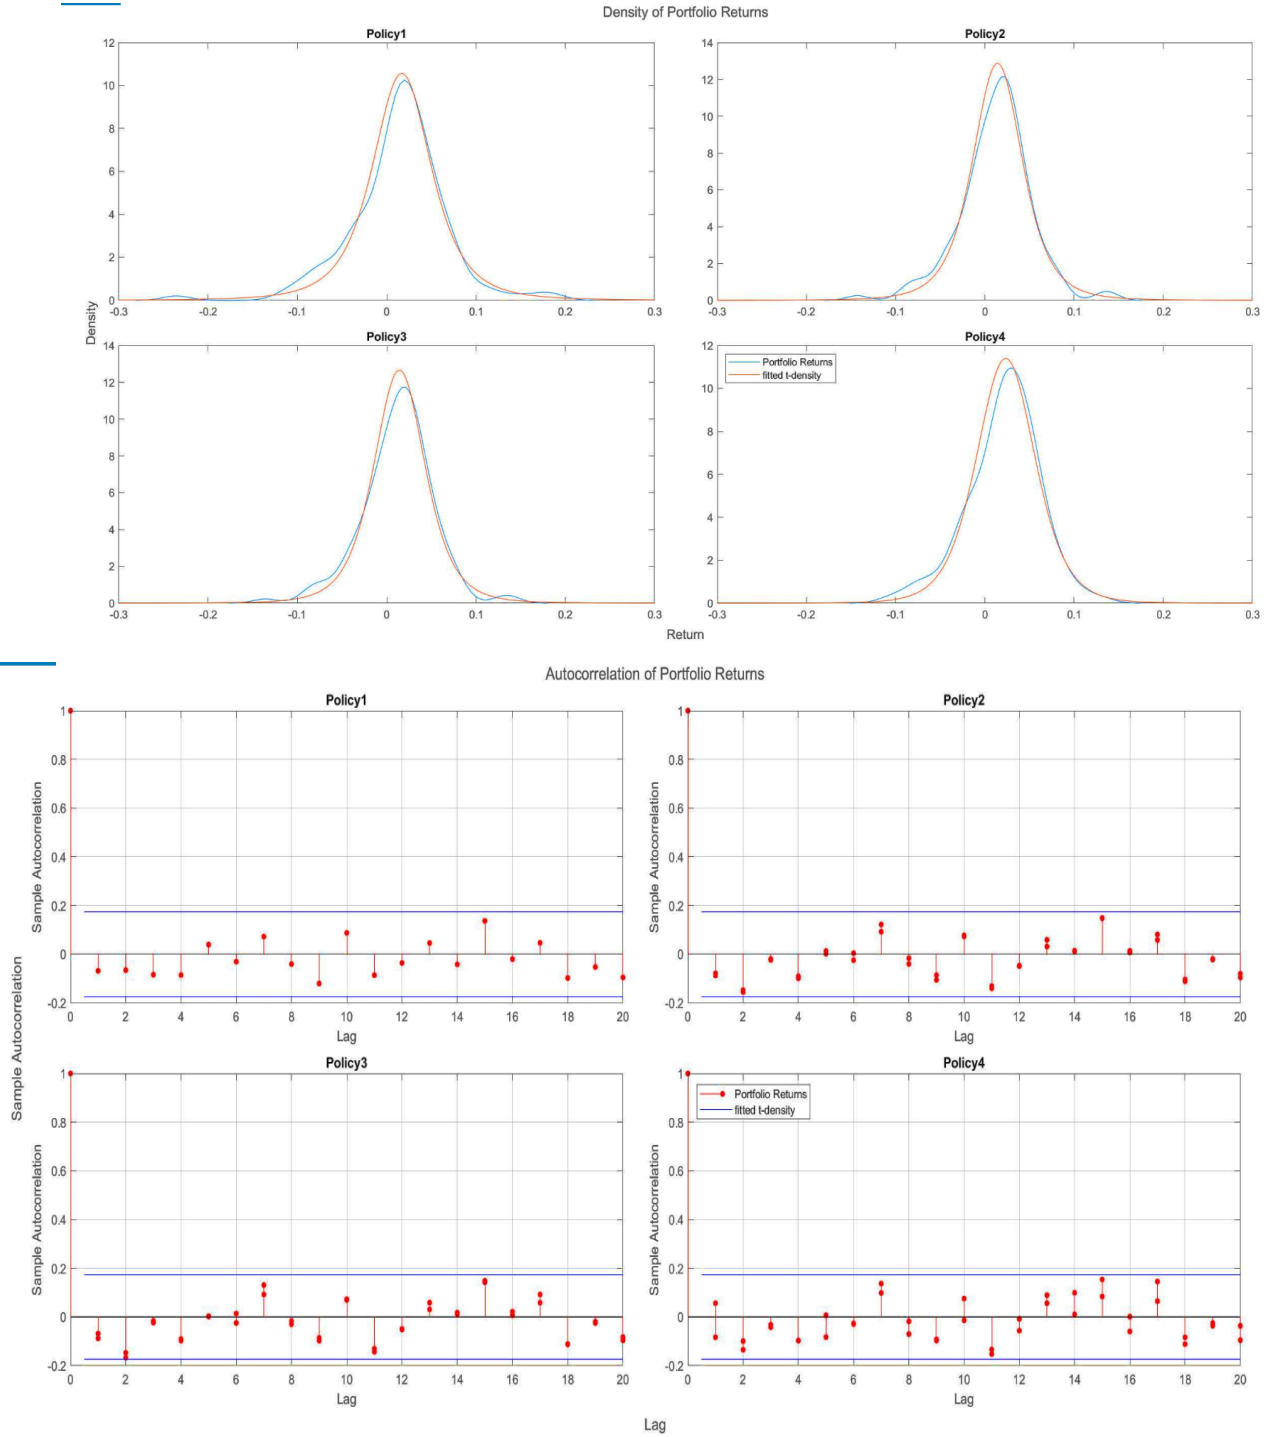 Density of Portfolio Returns
Policy1
12
10
8
6
4
2
0
-0.3 -0.2 -0.1 0 0.1 0.2 0.3
Policy2
14
12
10
8
6
4
2
0
-0.3 -0.2 -0.1 0 0.1 0.2 0.3
Density
Policy3
14
12
10
8
6
4
2
0
-0.3 -0.2 -0.1 0 0.1 0.2 0.3
Policy4
12
10
8
6
4
2
0
Portfolio Returns
fitted t-density
-0.3 -0.2 -0.1 0 0.1 0.2 0.3
Return
Autocorrelation of Portfolio Returns
Policy1
1
0.8
0.6
0.4
0.2
0
-0.2
Sample Autocorrelation
0 2 4 6 8 10 12 14 16 18 20
Lag
Policy2
1
0.8
0.6
0.4
0.2
0
-0.2
Sample Autocorrelation
0 2 4 6 8 10 12 14 16 18 20
Lag
Sample Autocorrelation
Policy3
1
0.8
0.6
0.4
0.2
0
-0.2
Sample Autocorrelation
0 2 4 6 8 10 12 14 16 18 20
Lag
Policy4
1
0.8
0.6
0.4
0.2
0
-0.2
Sample Autocorrelation
Portfolio Returns
fitted t-density
0 2 4 6 8 10 12 14 16 18 20
Lag
Lag